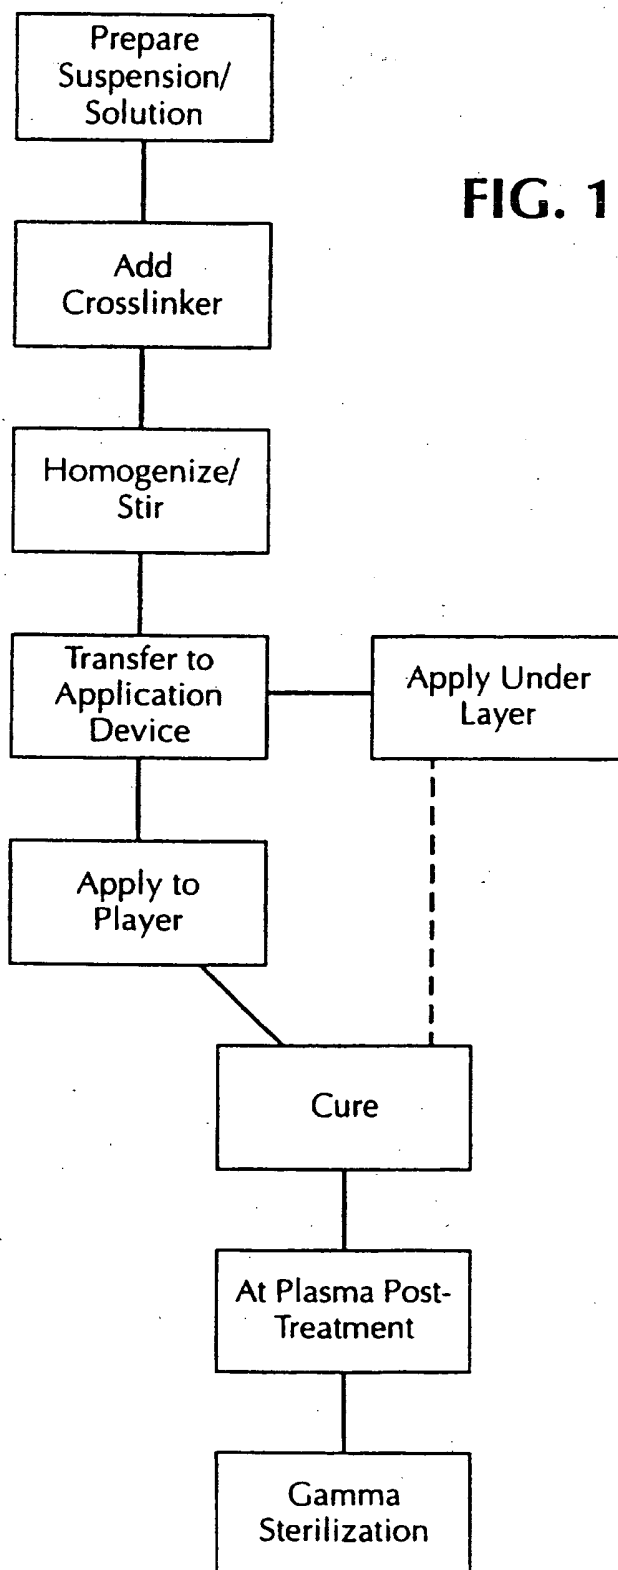 Prepare
Suspension/
Solution
FIG. 1
Add
Crosslinker
Homogenize/
Stir
Transfer to
Application
Device
Apply Under
Layer
Apply to
Player
Cure
At Plasma Post-
Treatment
Gamma
Sterilization